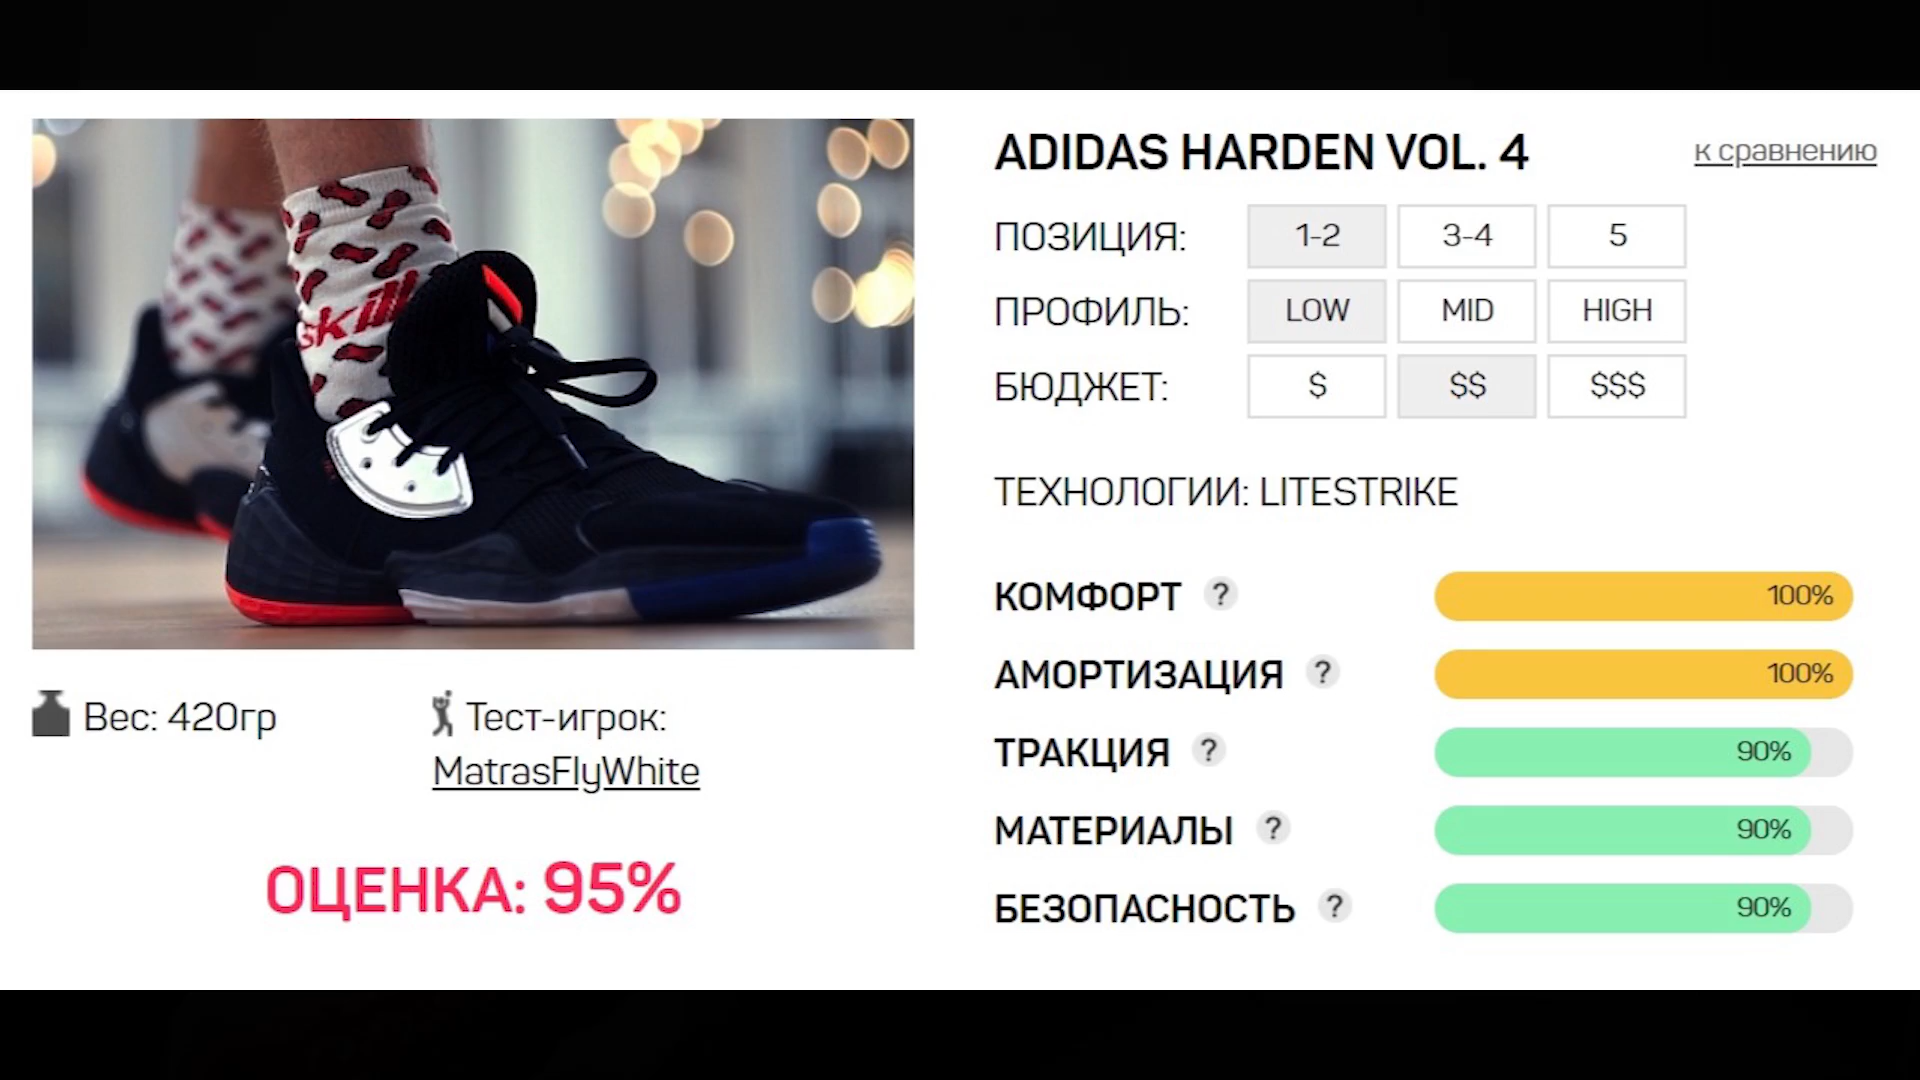 skill
ADIDAS HARDEN VOL. 4
к сравнению
ПОЗИЦИЯ: 1-2 3-4 5
ПРОФИЛЬ: LOW MID HIGH
БЮДЖЕТ: $ $$ $$$
ТЕХНОЛОГИИ: LITESTRIKE
КОМФОРТ ? 100%
АМОРТИЗАЦИЯ ? 100%
ТРАКЦИЯ ? 90%
МАТЕРИАЛЫ ? 90%
БЕЗОПАСНОСТЬ ? 90%
Вес: 420гр
Тест-игрок:
MatrasFlyWhite
ОЦЕНКА: 95%